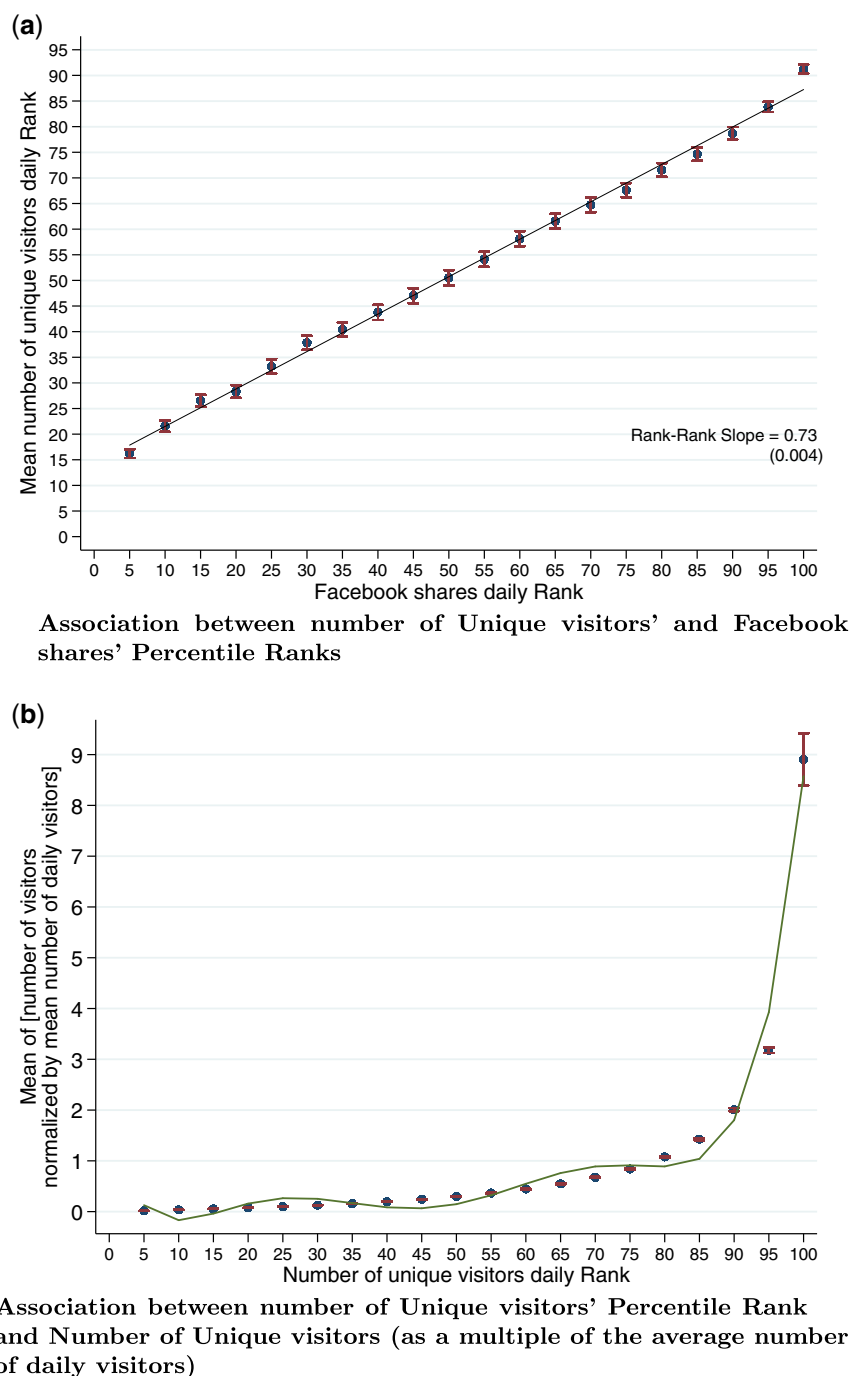 (a)
Mean number of unique visitors daily Rank
95
90
85
80
75
70
65
60
55
50
45
40
35
30
25
20
15
10
5
0
Rank-Rank Slope = 0.73
(0.004)
0 5 10 15 20 25 30 35 40 45 50 55 60 65 70 75 80 85 90 95 100
Facebook shares daily Rank
Association between number of Unique visitors' and Facebook
shares' Percentile Ranks
(b)
Mean of [number of visitors
normalized by mean number of daily visitors]
9
8
7
6
5
4
3
2
1
0
0 5 10 15 20 25 30 35 40 45 50 55 60 65 70 75 80 85 90 95 100
Number of unique visitors daily Rank
Association between number of Unique visitors' Percentile Rank
and Number of Unique visitors (as a multiple of the average number
of daily visitors)